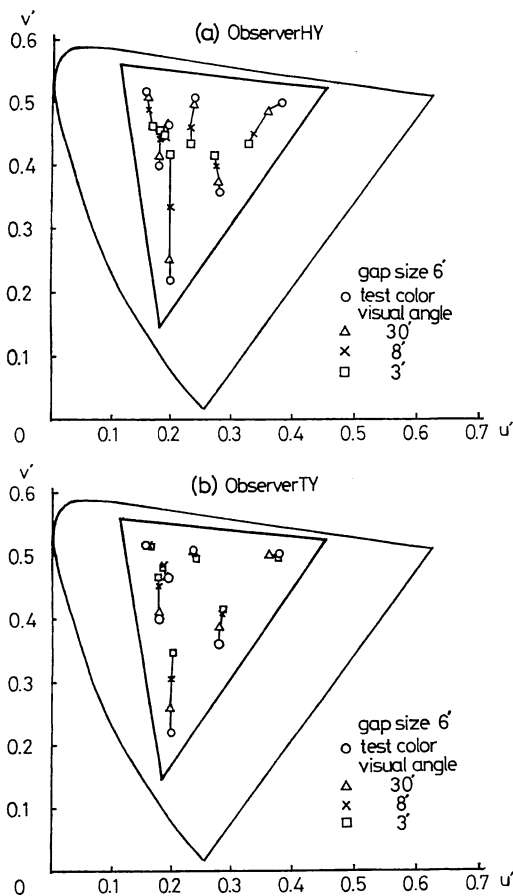 v′
(a) ObserverHY
0.6
0.5
0.4
0.3
0.2
0.1
gap size 6′
○ test color
visual angle
△ 30′
× 8′
□ 3′
0 0.1 0.2 0.3 0.4 0.5 0.6 0.7 u′
v′
(b) ObserverTY
0.6
0.5
0.4
0.3
0.2
0.1
gap size 6′
○ test color
visual angle
△ 30′
× 8′
□ 3′
0 0.1 0.2 0.3 0.4 0.5 0.6 0.7 u′